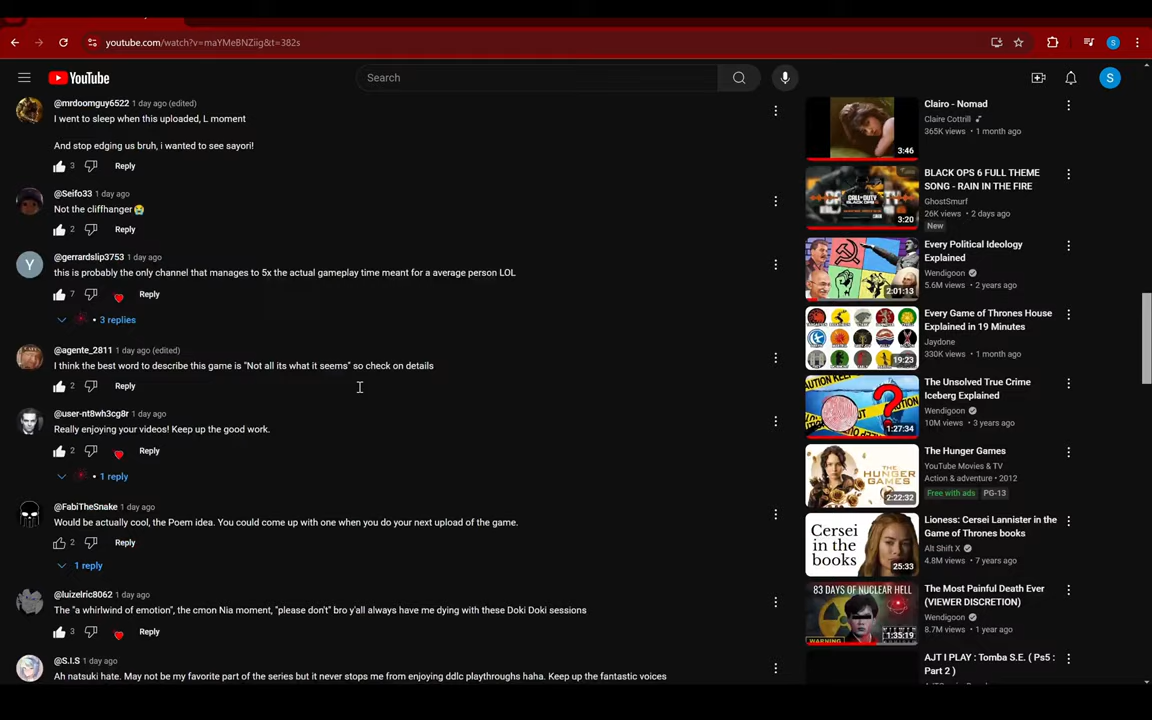 youtube.com/watch?v=maYMeBNZiig&t=382s
S
YouTube
Search
S
@mrdoomguy6522 1 day ago (edited)
I went to sleep when this uploaded, L moment
And stop edging us bruh, i wanted to see sayori!
3 Reply
@Seifo33 1 day ago
Not the cliffhanger😭
2 Reply
Y
@gerrardslip3753 1 day ago
this is probably the only channel that manages to 5x the actual gameplay time meant for a average person LOL
7 Reply
• 3 replies
@agente_2811 1 day ago (edited)
I think the best word to describe this game is "Not all its what it seems" so check on details
2 Reply
@user-nt8wh3cg8r 1 day ago
Really enjoying your videos! Keep up the good work.
2 Reply
• 1 reply
@FabiTheSnake 1 day ago
Would be actually cool, the Poem idea. You could come up with one when you do your next upload of the game.
2 Reply
1 reply
@luizelric8062 1 day ago
The "a whirlwind of emotion", the cmon Nia moment, "please don't" bro y'all always have me dying with these Doki Doki sessions
3 Reply
@S.I.S 1 day ago
Ah natsuki hate. May not be my favorite part of the series but it never stops me from enjoying ddlc playthroughs haha. Keep up the fantastic voices
3:46
Clairo - Nomad
Claire Cottrill
365K views • 1 month ago
CALL OF DUTY
BLACK OPS
3:20
BLACK OPS 6 FULL THEME
SONG - RAIN IN THE FIRE
GhostSmurf
26K views • 2 days ago
New
2:01:13
Every Political Ideology
Explained
Wendigoon
5.6M views • 2 years ago
19:23
Every Game of Thrones House
Explained in 19 Minutes
Jaydone
330K views • 1 month ago
1:27:34
The Unsolved True Crime
Iceberg Explained
Wendigoon
10M views • 3 years ago
THE
HUNGER
GAMES
2:22:32
The Hunger Games
YouTube Movies & TV
Action & adventure • 2012
Free with ads PG-13
Cersei
in the
books
25:33
Lioness: Cersei Lannister in the
Game of Thrones books
Alt Shift X
4.8M views • 7 years ago
83 DAYS OF NUCLEAR HELL
WARNING
1:35:19
The Most Painful Death Ever
(VIEWER DISCRETION)
Wendigoon
8.7M views • 1 year ago
AJT I PLAY : Tomba S.E. ( Ps5 :
Part 2 )